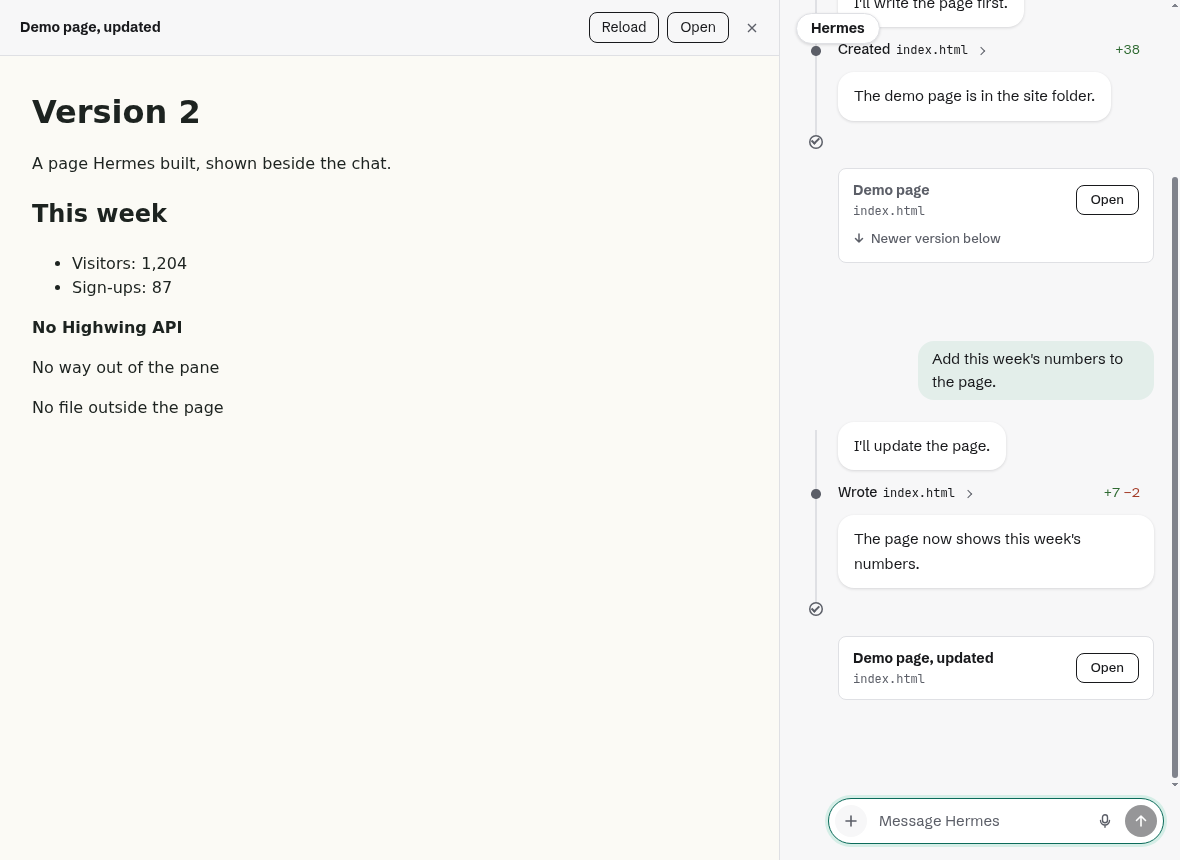 Demo page, updated
Reload
Open
Version 2
A page Hermes built, shown beside the chat.
This week
Visitors: 1,204
Sign-ups: 87
No Highwing API
No way out of the pane
No file outside the page
I'll write the page first.
Hermes
Created index.html
+38
The demo page is in the site folder.
Demo page
index.html
Open
Newer version below
Add this week's numbers to
the page.
I'll update the page.
Wrote index.html
+7 −2
The page now shows this week's
numbers.
Demo page, updated
index.html
Open
Message Hermes